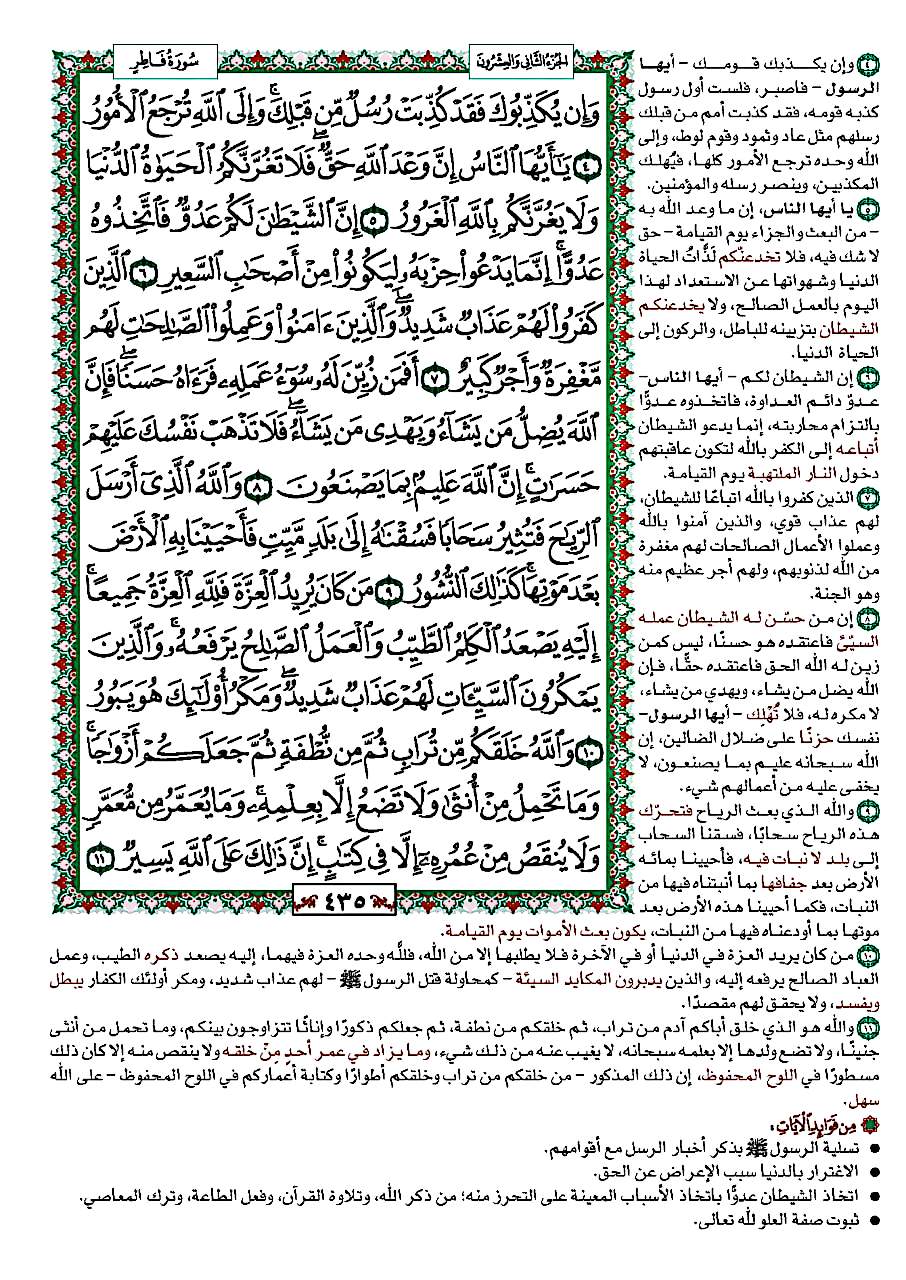 سُورَةُ فَاطِرٍ
الجُزْءُ الثَّانِي وَالعِشْرُونَ
وَإِن يُكَذِّبُوكَ فَقَدْ كُذِّبَتْ رُسُلٌ مِّن قَبْلِكَ ۚ وَإِلَى ٱللَّهِ تُرْجَعُ ٱلْأُمُورُ
٤ يَٰٓأَيُّهَا ٱلنَّاسُ إِنَّ وَعْدَ ٱللَّهِ حَقٌّ ۖ فَلَا تَغُرَّنَّكُمُ ٱلْحَيَوٰةُ ٱلدُّنْيَا
وَلَا يَغُرَّنَّكُم بِٱللَّهِ ٱلْغَرُورُ ٥ إِنَّ ٱلشَّيْطَٰنَ لَكُمْ عَدُوٌّ فَٱتَّخِذُوهُ
عَدُوًّا ۚ إِنَّمَا يَدْعُوا۟ حِزْبَهُۥ لِيَكُونُوا۟ مِنْ أَصْحَٰبِ ٱلسَّعِيرِ ٦ ٱلَّذِينَ
كَفَرُوا۟ لَهُمْ عَذَابٌ شَدِيدٌ ۖ وَٱلَّذِينَ ءَامَنُوا۟ وَعَمِلُوا۟ ٱلصَّٰلِحَٰتِ لَهُم
مَّغْفِرَةٌ وَأَجْرٌ كَبِيرٌ ٧ أَفَمَن زُيِّنَ لَهُۥ سُوٓءُ عَمَلِهِۦ فَرَءَاهُ حَسَنًا ۖ فَإِنَّ
ٱللَّهَ يُضِلُّ مَن يَشَآءُ وَيَهْدِى مَن يَشَآءُ ۖ فَلَا تَذْهَبْ نَفْسُكَ عَلَيْهِمْ
حَسَرَٰتٍ ۚ إِنَّ ٱللَّهَ عَلِيمٌۢ بِمَا يَصْنَعُونَ ٨ وَٱللَّهُ ٱلَّذِىٓ أَرْسَلَ
ٱلرِّيَٰحَ فَتُثِيرُ سَحَابًا فَسُقْنَٰهُ إِلَىٰ بَلَدٍ مَّيِّتٍ فَأَحْيَيْنَا بِهِ ٱلْأَرْضَ
بَعْدَ مَوْتِهَا ۚ كَذَٰلِكَ ٱلنُّشُورُ ٩ مَن كَانَ يُرِيدُ ٱلْعِزَّةَ فَلِلَّهِ ٱلْعِزَّةُ جَمِيعًا ۚ
إِلَيْهِ يَصْعَدُ ٱلْكَلِمُ ٱلطَّيِّبُ وَٱلْعَمَلُ ٱلصَّٰلِحُ يَرْفَعُهُۥ ۚ وَٱلَّذِينَ
يَمْكُرُونَ ٱلسَّيِّـَٔاتِ لَهُمْ عَذَابٌ شَدِيدٌ ۖ وَمَكْرُ أُو۟لَٰٓئِكَ هُوَ يَبُورُ
١٠ وَٱللَّهُ خَلَقَكُم مِّن تُرَابٍ ثُمَّ مِن نُّطْفَةٍ ثُمَّ جَعَلَكُمْ أَزْوَٰجًا ۚ
وَمَا تَحْمِلُ مِنْ أُنثَىٰ وَلَا تَضَعُ إِلَّا بِعِلْمِهِۦ ۚ وَمَا يُعَمَّرُ مِن مُّعَمَّرٍ
وَلَا يُنقَصُ مِنْ عُمُرِهِۦٓ إِلَّا فِى كِتَٰبٍ ۚ إِنَّ ذَٰلِكَ عَلَى ٱللَّهِ يَسِيرٌ ١١
٤٣٥
٤ وإن يكذبك قومك – أيها
الرسول – فاصبر، فلست أول رسول
كذبه قومه، فقد كذبت أمم من قبلك
رسلهم مثل عاد وثمود وقوم لوط، وإلى
الله وحده ترجع الأمور كلها، فيُهلك
المكذبين، وينصر رسله والمؤمنين.
٥ يا أيها الناس، إن ما وعد الله به
– من البعث والجزاء يوم القيامة – حق
لا شك فيه، فلا تخدعنّكم لَذَّاتُ الحياة
الدنيا وشهواتها عن الاستعداد لهذا
اليوم بالعمل الصالح، ولا يخدعنكم
الشيطان بتزيينه للباطل، والركون إلى
الحياة الدنيا.
٦ إن الشيطان لكم – أيها الناس–
عدوّ دائم العداوة، فاتخذوه عدوًّا
بالتزام محاربته، إنما يدعو الشيطان
أتباعه إلى الكفر بالله لتكون عاقبتهم
دخول النار الملتهبة يوم القيامة.
٧ الذين كفروا بالله اتباعًا للشيطان،
لهم عذاب قوي، والذين آمنوا بالله
وعملوا الأعمال الصالحات لهم مغفرة
من الله لذنوبهم، ولهم أجر عظيم منه
وهو الجنة.
٨ إن من حسّن له الشيطان عمله
السيّئ فاعتقده هو حسنًا، ليس كمن
زين له الله الحق فاعتقده حقًّا، فإن
الله يضل من يشاء، ويهدي من يشاء،
لا مكره له، فلا تُهْلِك – أيها الرسول–
نفسك حزنًا على ضلال الضالين، إن
الله سبحانه عليم بما يصنعون، لا
يخفى عليه من أعمالهم شيء.
٩ والله الذي بعث الرياح فتحرّك
هذه الرياح سحابًا، فسقنا السحاب
إلى بلد لا نبات فيه، فأحيينا بمائه
الأرض بعد جفافها بما أنبتناه فيها من
النبات، فكما أحيينا هذه الأرض بعد
موتها بما أودعناه فيها من النبات، يكون بعث الأموات يوم القيامة.
١٠ من كان يريد العزة في الدنيا أو في الآخرة فلا يطلبها إلا من الله، فللَّه وحده العزة فيهما، إليه يصعد ذكره الطيب، وعمل
العباد الصالح يرفعه إليه، والذين يدبرون المكايد السيئة – كمحاولة قتل الرسول ﷺ – لهم عذاب شديد، ومكر أولئك الكفار يبطل
ويفسد، ولا يحقق لهم مقصدًا.
١١ والله هو الذي خلق أباكم آدم من تراب، ثم خلقكم من نطفة، ثم جعلكم ذكورًا وإناثًا تتزاوجون بينكم، وما تحمل من أنثى
جنينًا، ولا تضع ولدها إلا بعلمه سبحانه، لا يغيب عنه من ذلك شيء، وما يزاد في عمر أحدٍ مِنْ خلقه ولا ينقص منه إلا كان ذلك
مسطورًا في اللوح المحفوظ، إن ذلك المذكور – من خلقكم من تراب وخلقكم أطوارًا وكتابة أعماركم في اللوح المحفوظ – على الله
سهل.
مِن فَوَائِدِ الْآيَاتِ:
● تسلية الرسول ﷺ بذكر أخبار الرسل مع أقوامهم.
● الاغترار بالدنيا سبب الإعراض عن الحق.
● اتخاذ الشيطان عدوًّا باتخاذ الأسباب المعينة على التحرز منه؛ من ذكر الله، وتلاوة القرآن، وفعل الطاعة، وترك المعاصي.
● ثبوت صفة العلو لله تعالى.